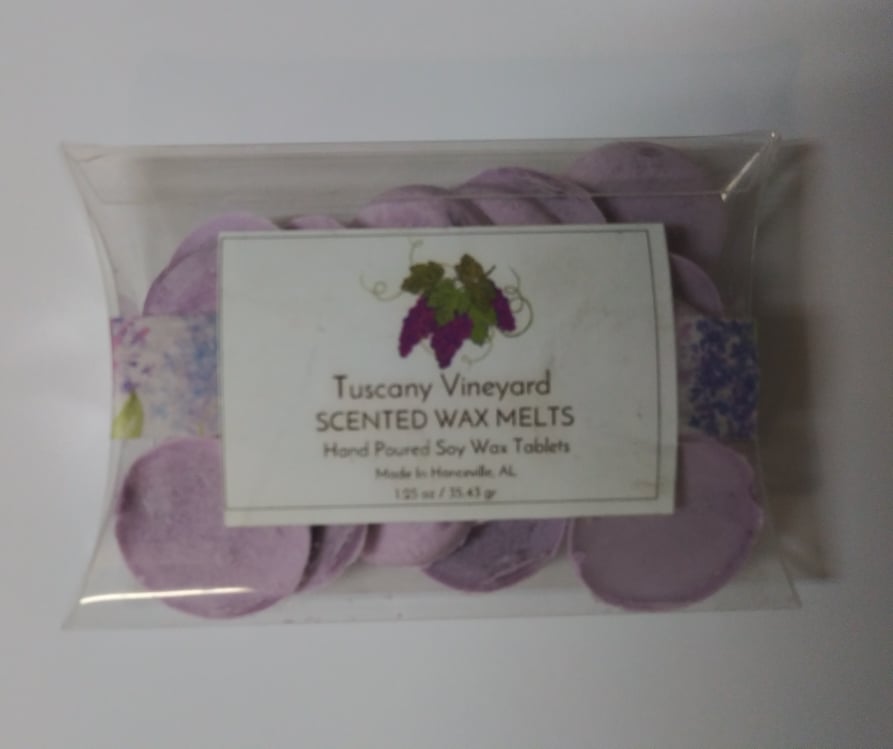 Tuscany Vineyard
SCENTED WAX MELTS
Hand Poured Soy Wax Tablets
Made In Hanceville, AL
1.25 oz / 35.43 gr